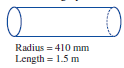 Radius = 410 mm
Length = 1.5 m